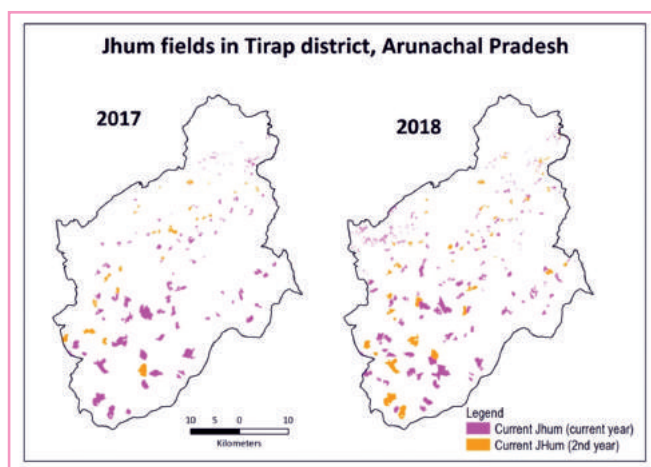 Jhum fields in Tirap district, Arunachal Pradesh
2017
2018
10 5 0 10
Kilometers
Legend
Current Jhum (current year)
Current JHum (2nd year)